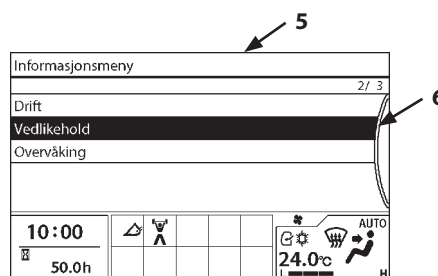 5
Informasjonsmeny
2/ 3
6
Drift
Vedlikehold
Overvåking
10:00
AUTO
50.0h
24.0℃
L
H